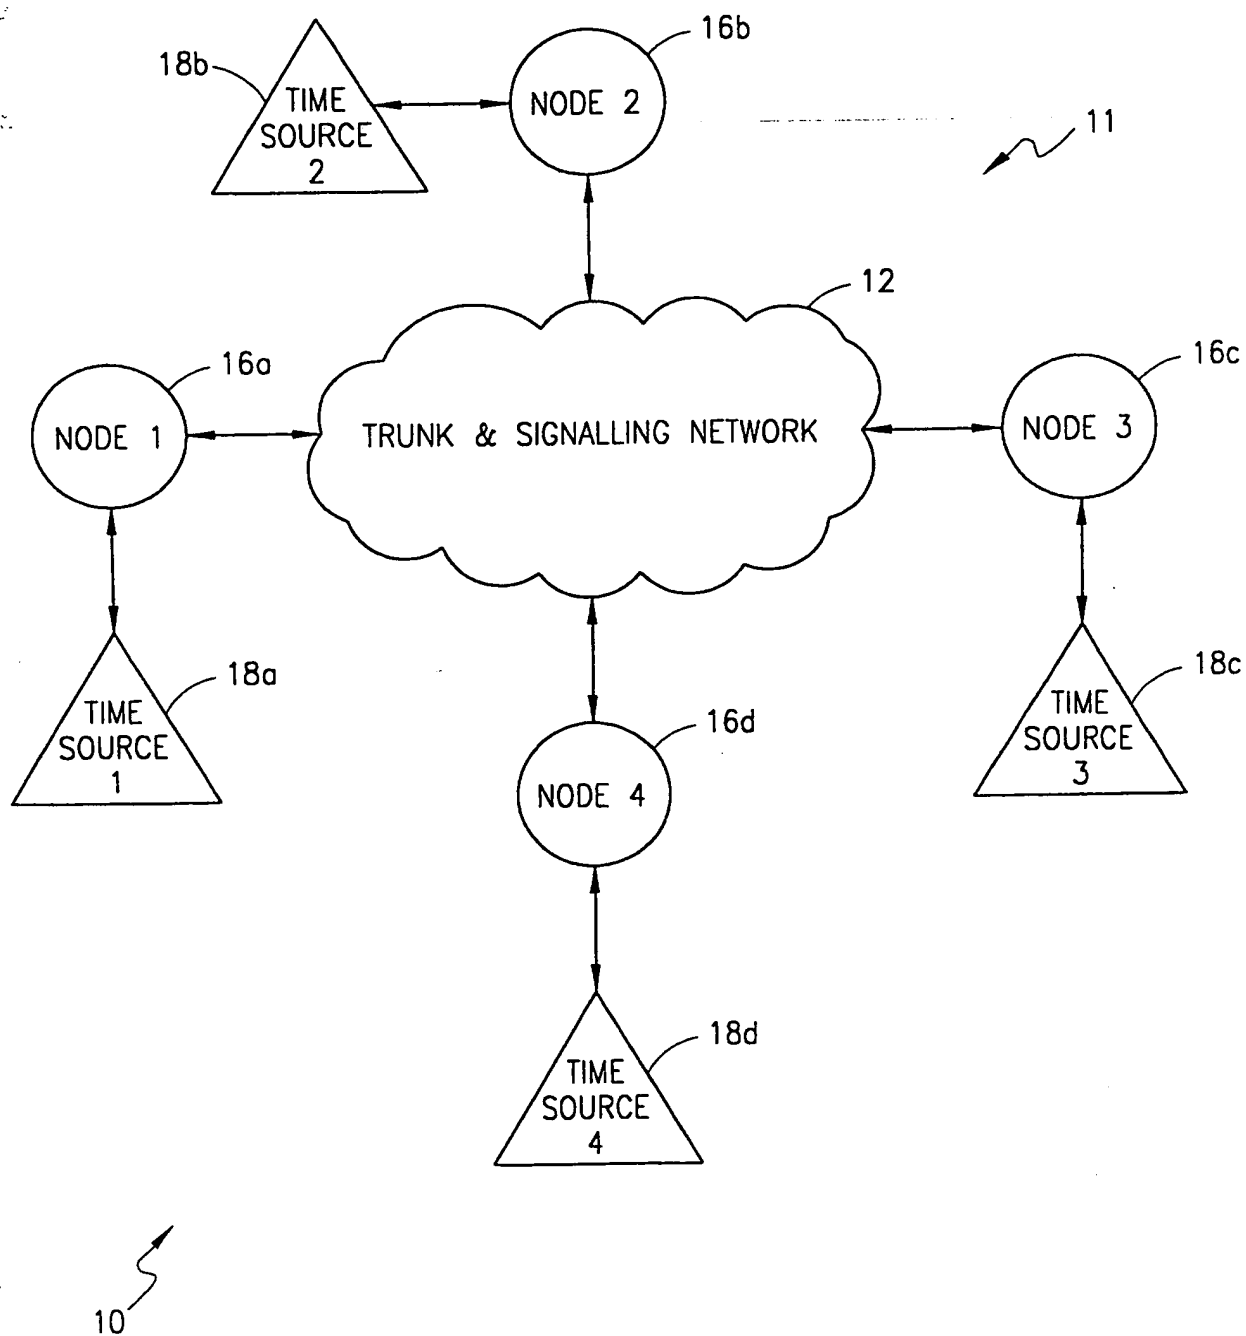 16b
18b
TIME
SOURCE
2
NODE 2
11
12
16a
16c
NODE 1
TRUNK & SIGNALLING NETWORK
NODE 3
18a
18c
TIME
SOURCE
1
16d
TIME
SOURCE
3
NODE 4
18d
TIME
SOURCE
4
10